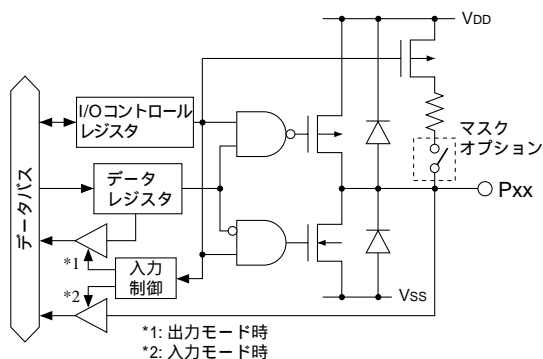 VDD
I/Oコントロール
レジスタ
マスク
オプション
データ
レジスタ
Pxx
データバス
*1
入力
制御
*2
VSS
*1: 出力モード時
*2: 入力モード時